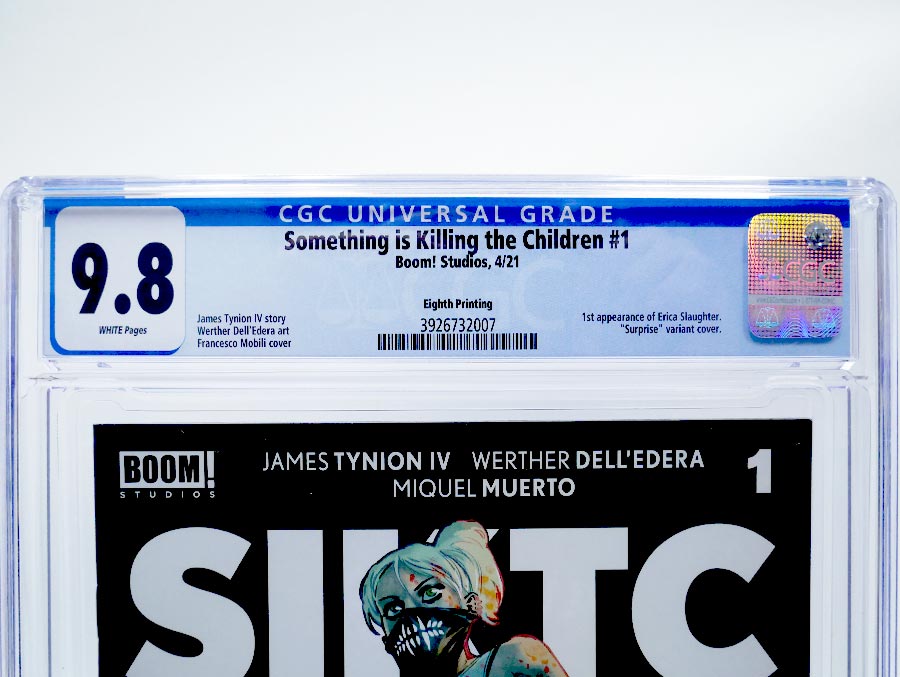 CGC UNIVERSAL GRADE
Something is Killing the Children #1
Boom! Studios, 4/21
9.8
WHITE Pages
James Tynion IV story
Werther Dell'Edera art
Francesco Mobili cover
Eighth Printing
3926732007
1st appearance of Erica Slaughter.
"Surprise" variant cover.
CGC
CGC
BOOM!
STUDIOS
JAMES TYNION IV WERTHER DELL'EDERA
MIQUEL MUERTO
1
SIKTC